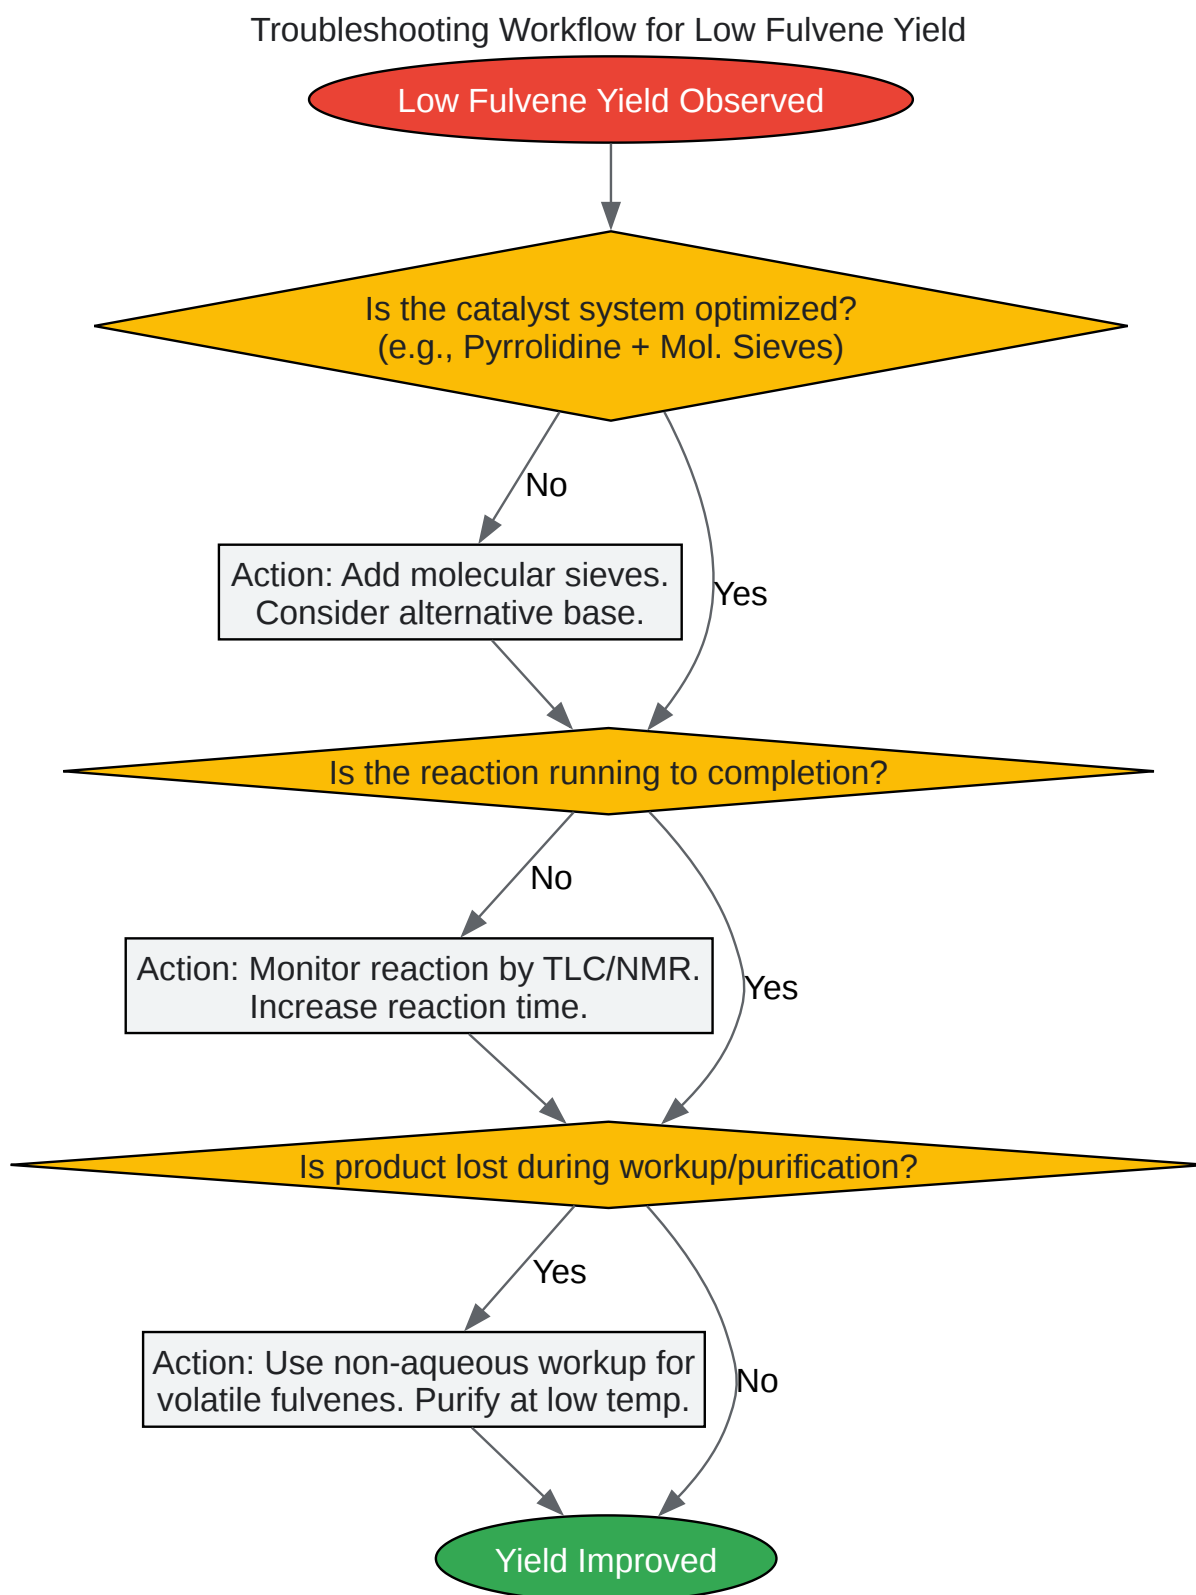 Troubleshooting Workflow for Low Fulvene Yield
Low Fulvene Yield Observed
Is the catalyst system optimized?
(e.g., Pyrrolidine + Mol. Sieves)
No
Action: Add molecular sieves.
Consider alternative base.
Yes
Is the reaction running to completion?
No
Action: Monitor reaction by TLC/NMR.
Increase reaction time.
Yes
Is product lost during workup/purification?
Yes
Action: Use non-aqueous workup for
volatile fulvenes. Purify at low temp.
No
Yield Improved